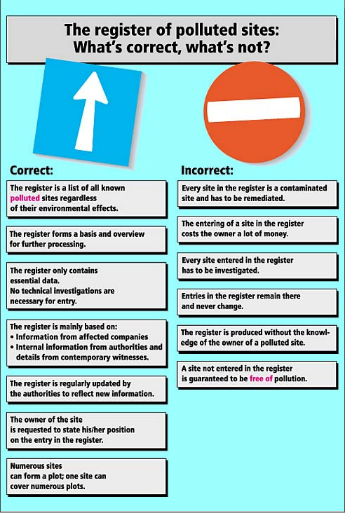 The register of polluted sites:
What's correct, what's not?
Correct:
The register is a list of all known
polluted sites regardless
of their environmental effects.
The register forms a basis and overview
for further processing.
The register only contains
essential data.
No technical investigations are
necessary for entry.
The register is mainly based on:
• Information from affected companies
• Internal information from authorities and
details from contemporary witnesses.
The register is regularly updated by
the authorities to reflect new information.
The owner of the site
is requested to state his/her position
on the entry in the register.
Numerous sites
can form a plot; one site can
cover numerous plots.
Incorrect:
Every site in the register is a contaminated
site and has to be remediated.
The entering of a site in the register
costs the owner a lot of money.
Every site entered in the register
has to be investigated.
Entries in the register remain there
and never change.
The register is produced without the knowl-
edge of the owner of a polluted site.
A site not entered in the register
is guaranteed to be free of pollution.